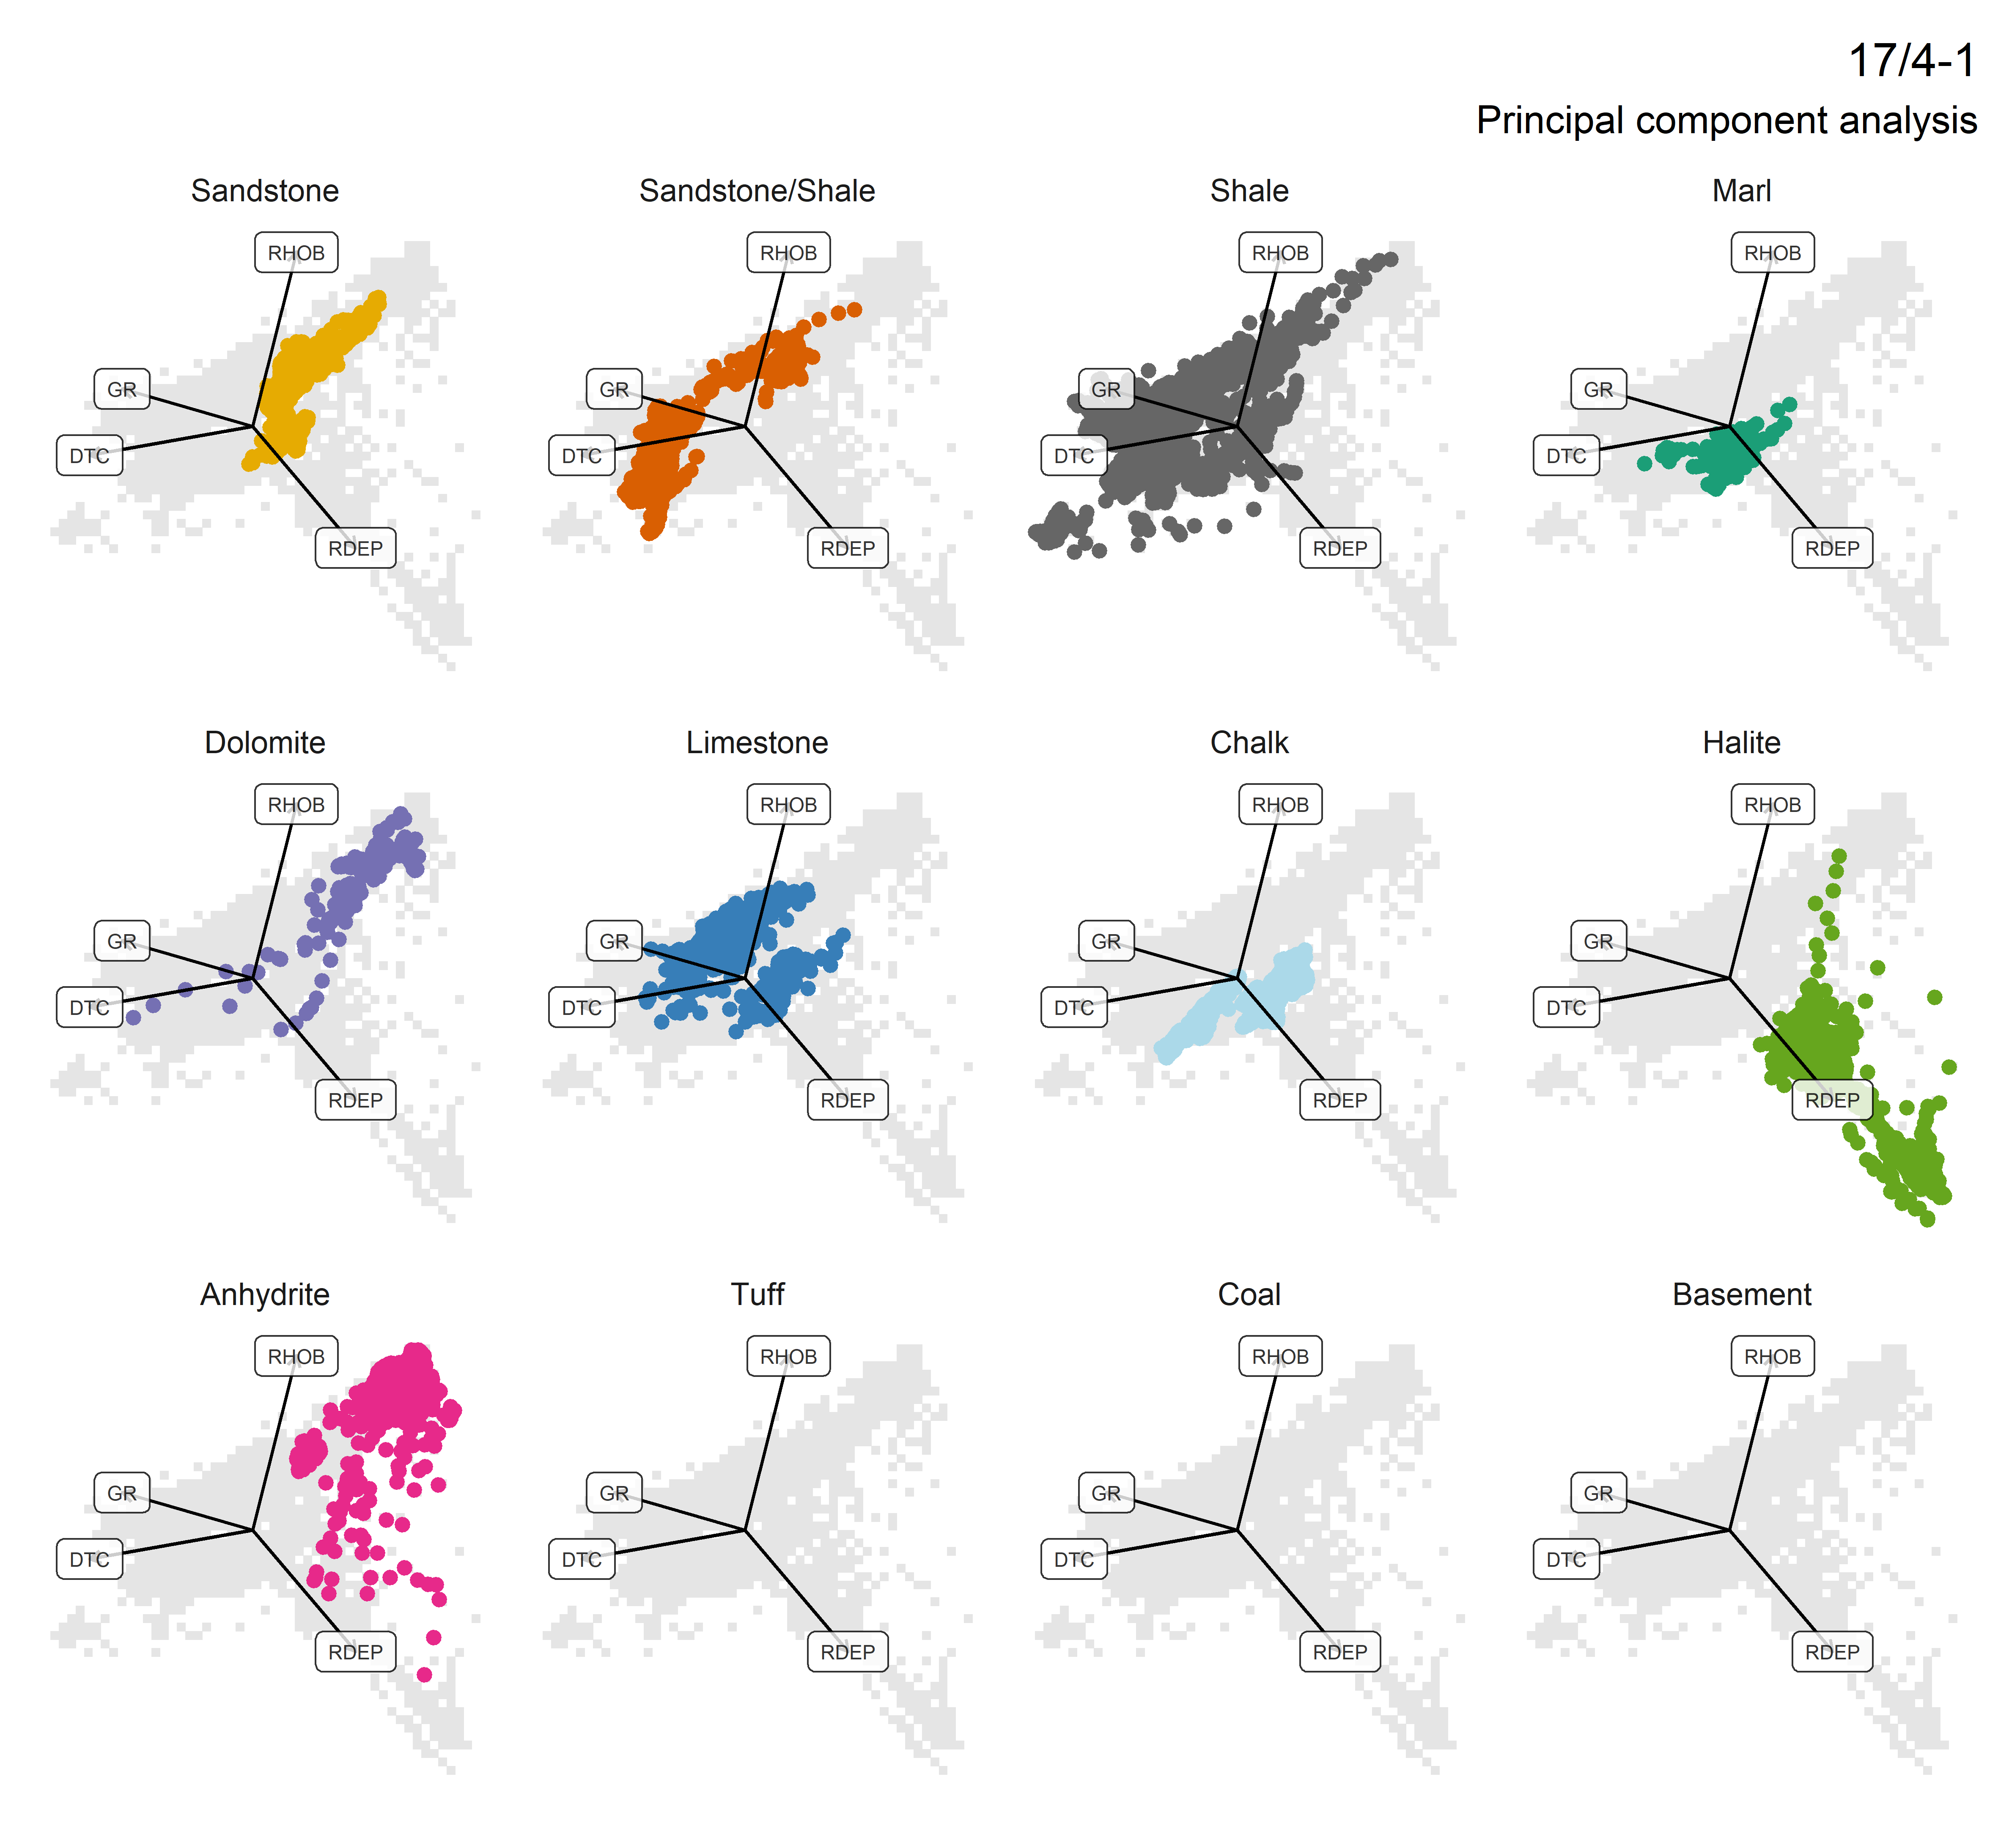 17/4-1
Principal component analysis
Sandstone
RHOB
GR
DTC
RDEP
Sandstone/Shale
RHOB
GR
DTC
RDEP
Shale
RHOB
GR
DTC
RDEP
Marl
RHOB
GR
DTC
RDEP
Dolomite
RHOB
GR
DTC
RDEP
Limestone
RHOB
GR
DTC
RDEP
Chalk
RHOB
GR
DTC
RDEP
Halite
RHOB
GR
DTC
RDEP
Anhydrite
RHOB
GR
DTC
RDEP
Tuff
RHOB
GR
DTC
RDEP
Coal
RHOB
GR
DTC
RDEP
Basement
RHOB
GR
DTC
RDEP